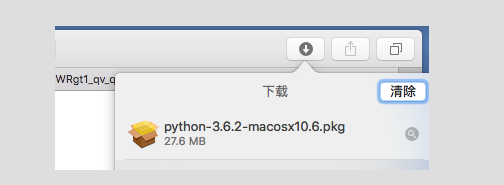 WRgt1_qv_q
下载
清除
python-3.6.2-macosx10.6.pkg
27.6 MB